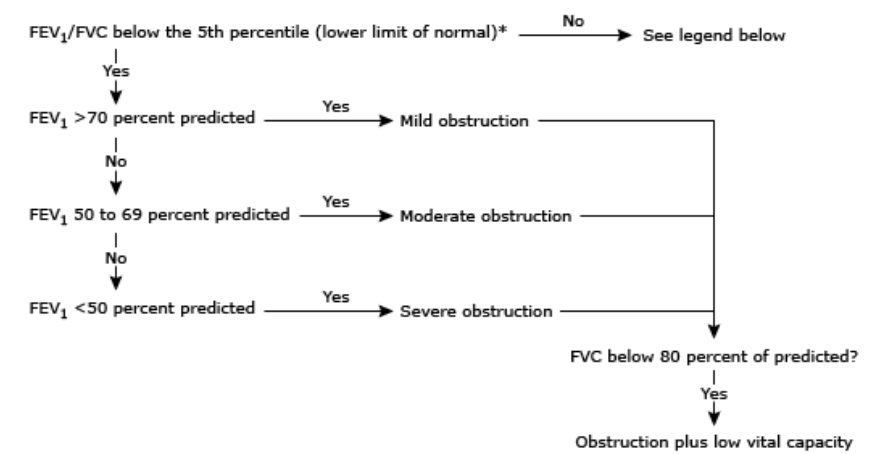 FEV1/FVC below the 5th percentile (lower limit of normal)*
No
See legend below
Yes
FEV1 >70 percent predicted
Yes
Mild obstruction
No
FEV1 50 to 69 percent predicted
Yes
Moderate obstruction
No
FEV1 <50 percent predicted
Yes
Severe obstruction
FVC below 80 percent of predicted?
Yes
Obstruction plus low vital capacity